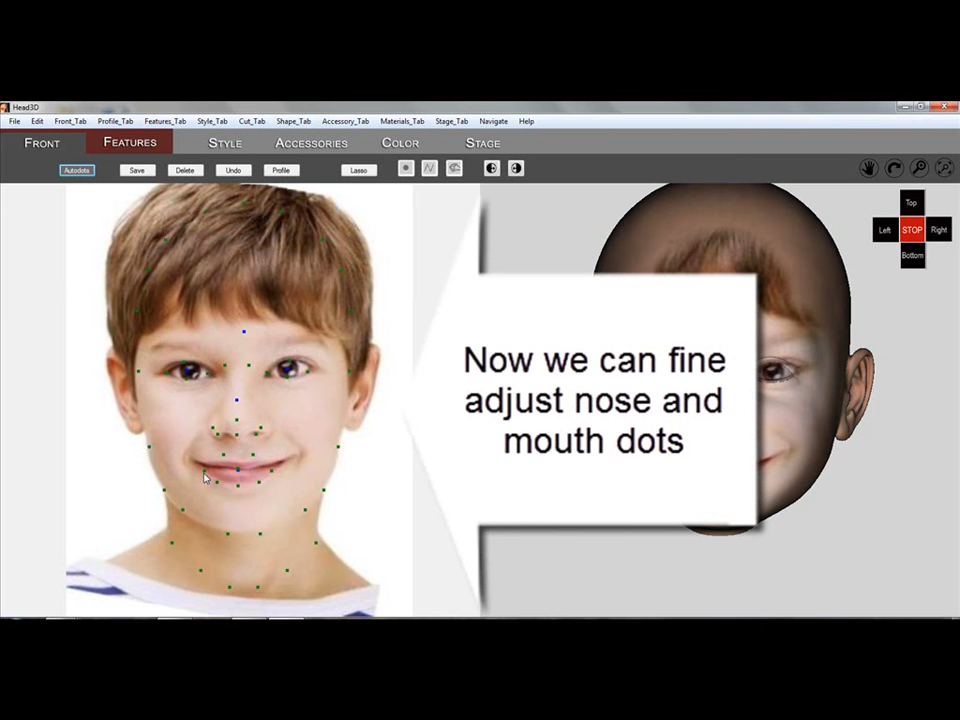 Head3D
File Edit Front_Tab Profile_Tab Features_Tab Style_Tab Cut_Tab Shape_Tab Accessory_Tab Materials_Tab Stage_Tab Navigate Help
FRONT FEATURES STYLE ACCESSORIES COLOR STAGE
Autodots Save Delete Undo Profile Lasso
Top
Left STOP Right
Bottom
Now we can fine
adjust nose and
mouth dots